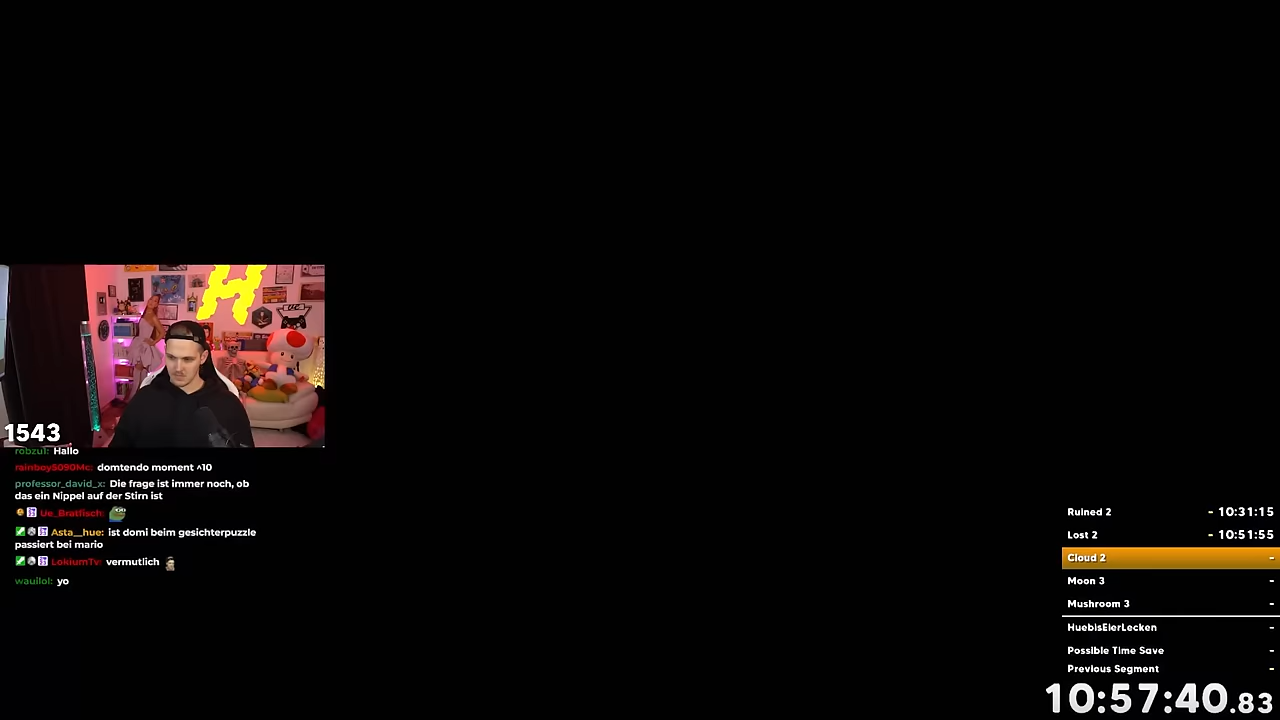 H
1543
robzu1: Hallo
rainboy5090Mc: domtendo moment ^10
professor_david_x: Die frage ist immer noch, ob
das ein Nippel auf der Stirn ist
Ue_Bratfisch:
Asta__hue: ist domi beim gesichterpuzzle
passiert bei mario
LokiumTv: vermutlich
wauilol: yo
Ruined 2 - 10:31:15
Lost 2 - 10:51:55
Cloud 2 -
Moon 3 -
Mushroom 3 -
HuebisEierLecken -
Possible Time Save -
Previous Segment -
10:57:40.83